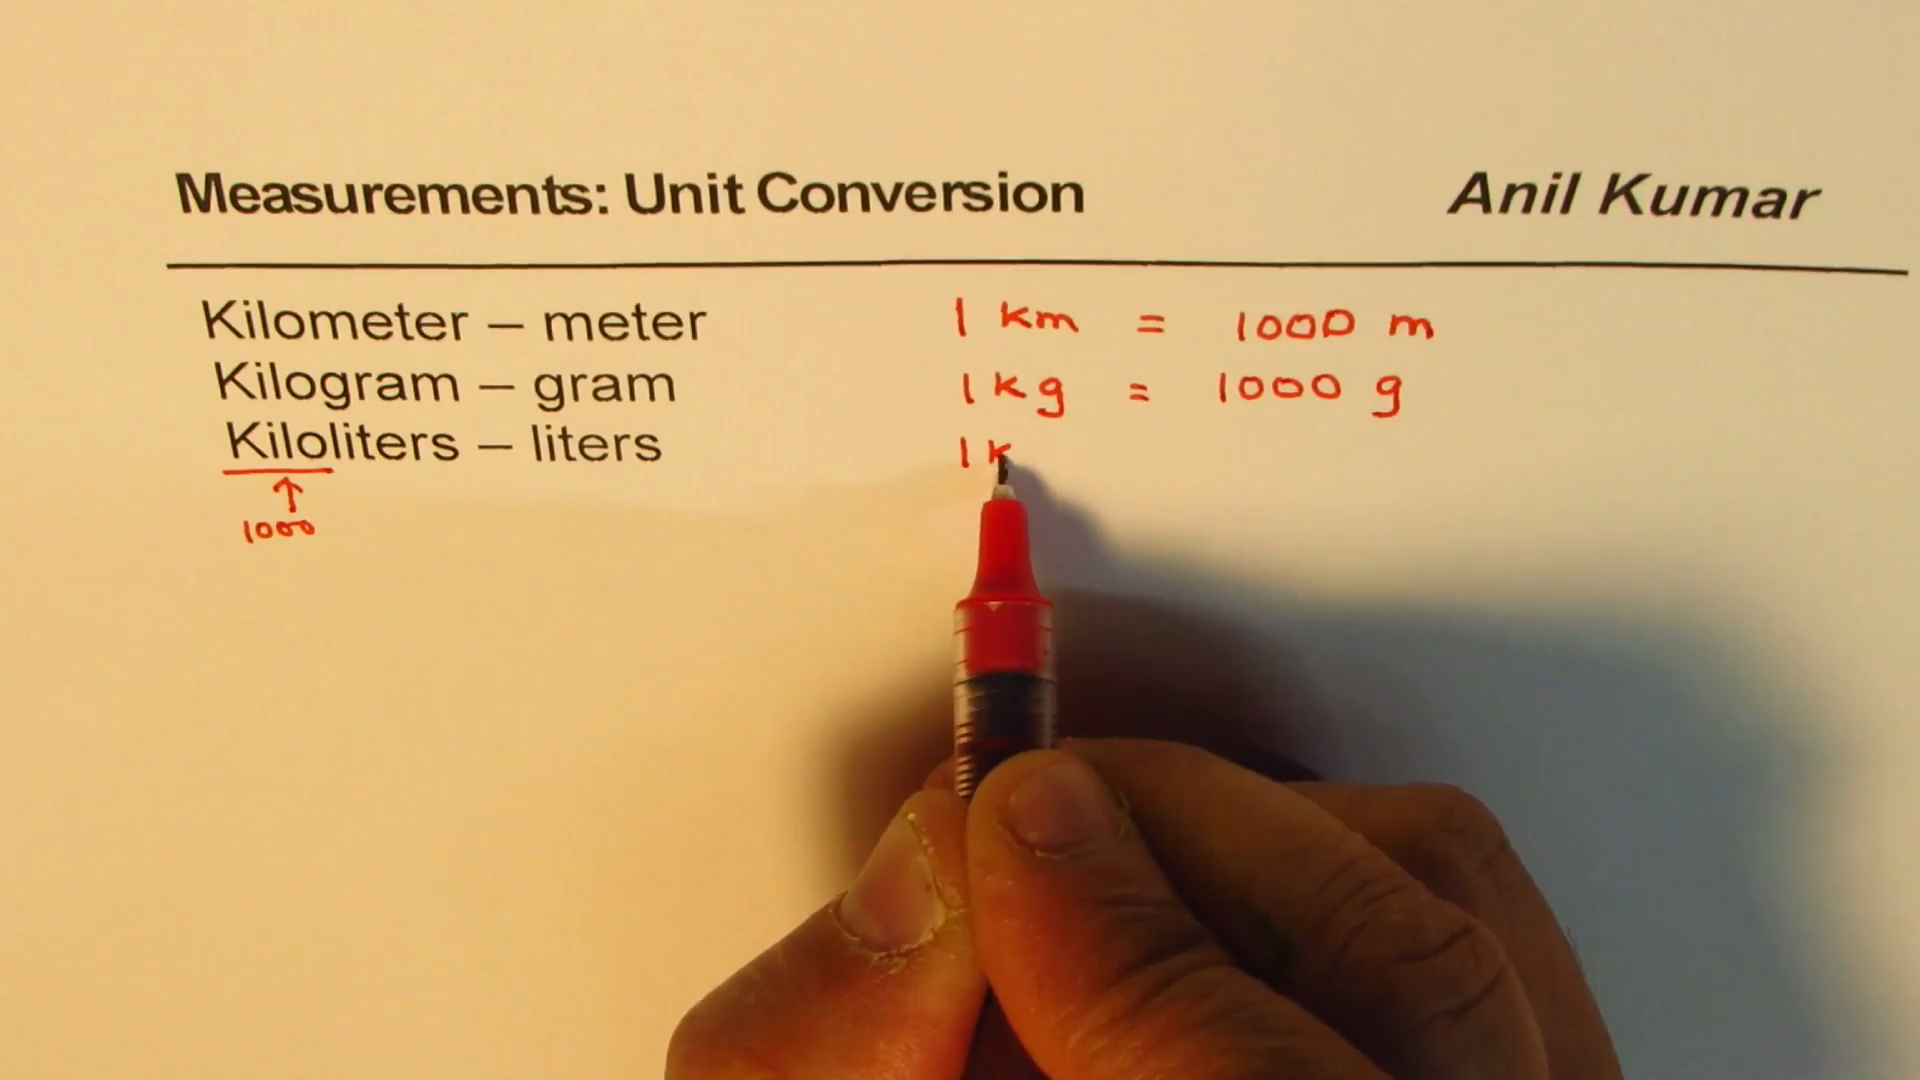 Measurements: Unit Conversion Anil Kumar
Kilometer – meter 1 km = 1000 m
Kilogram – gram 1 kg = 1000 g
Kiloliters – liters 1 k
↑
1000